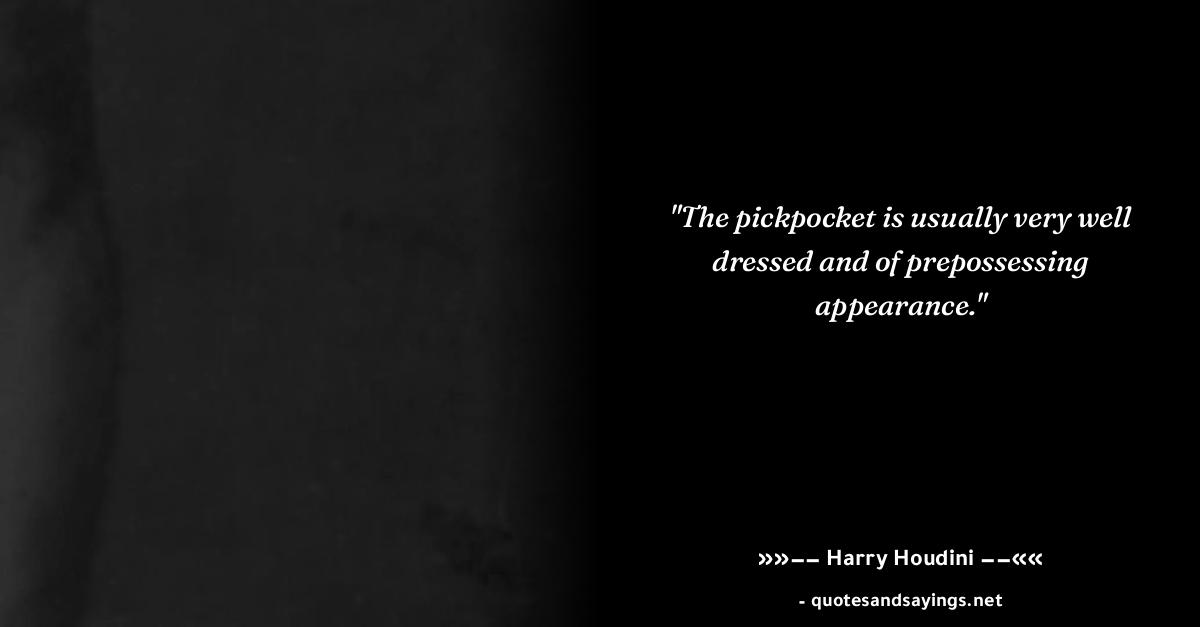 "The pickpocket is usually very well
dressed and of prepossessing
appearance."
»»−− Harry Houdini −−««
- quotesandsayings.net